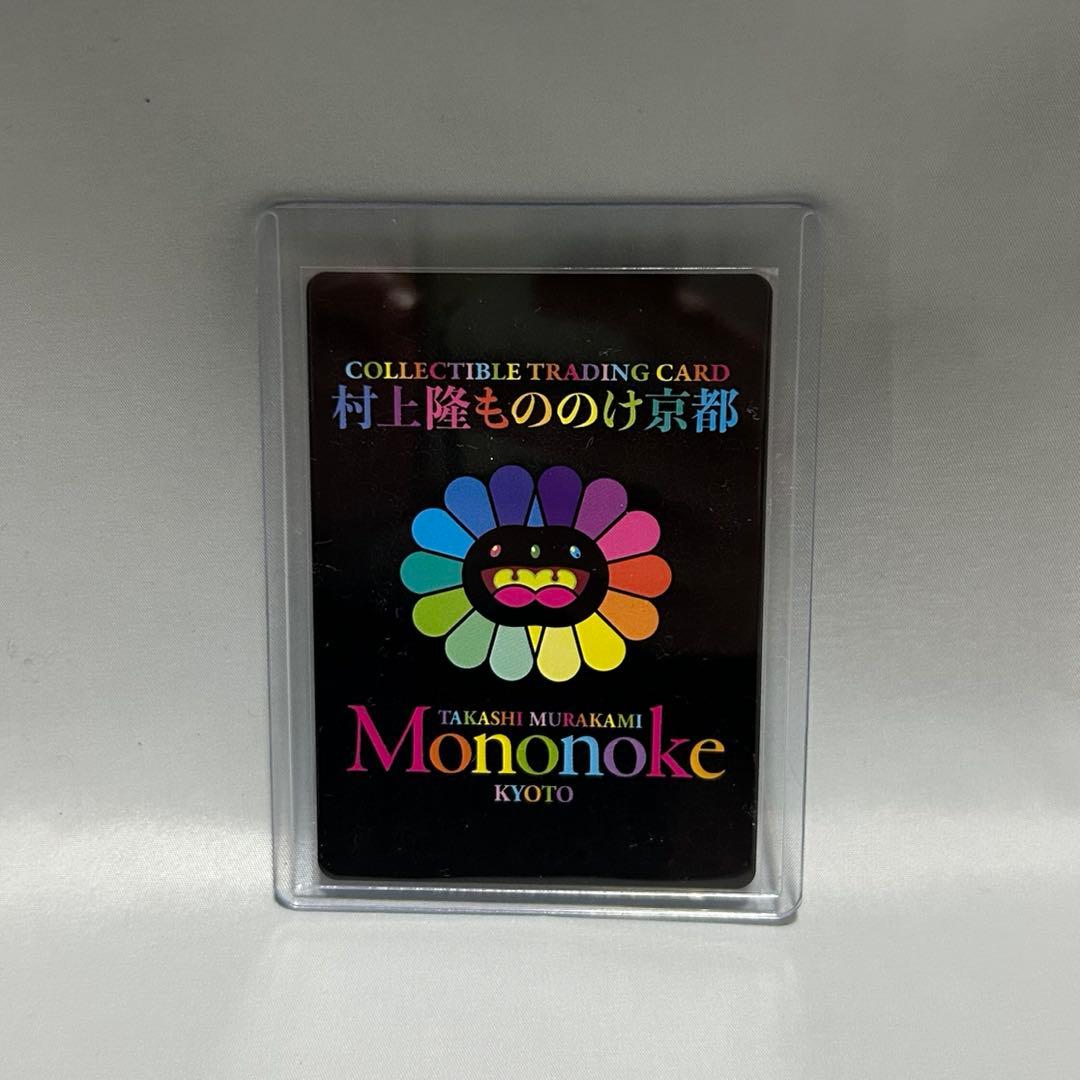 COLLECTIBLE TRADING CARD
村上隆もののけ京都
TAKASHI MURAKAMI
Mononoke
KYOTO